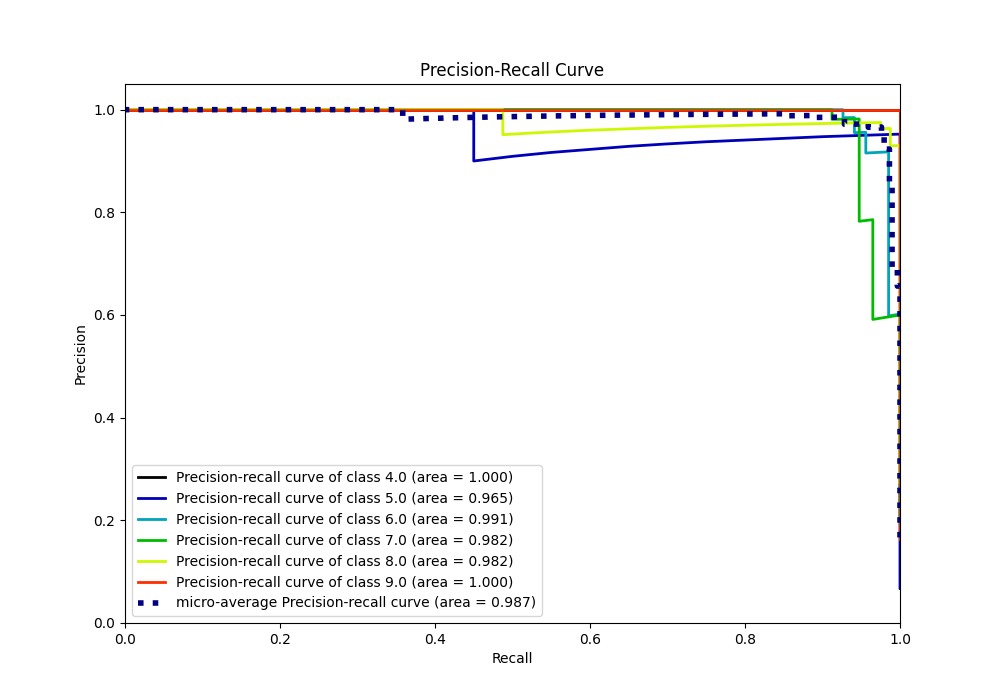 Precision-Recall Curve
1.0
0.8
0.6
0.4
0.2
0.0
Precision
Precision-recall curve of class 4.0 (area = 1.000)
Precision-recall curve of class 5.0 (area = 0.965)
Precision-recall curve of class 6.0 (area = 0.991)
Precision-recall curve of class 7.0 (area = 0.982)
Precision-recall curve of class 8.0 (area = 0.982)
Precision-recall curve of class 9.0 (area = 1.000)
micro-average Precision-recall curve (area = 0.987)
0.0 0.2 0.4 0.6 0.8 1.0
Recall